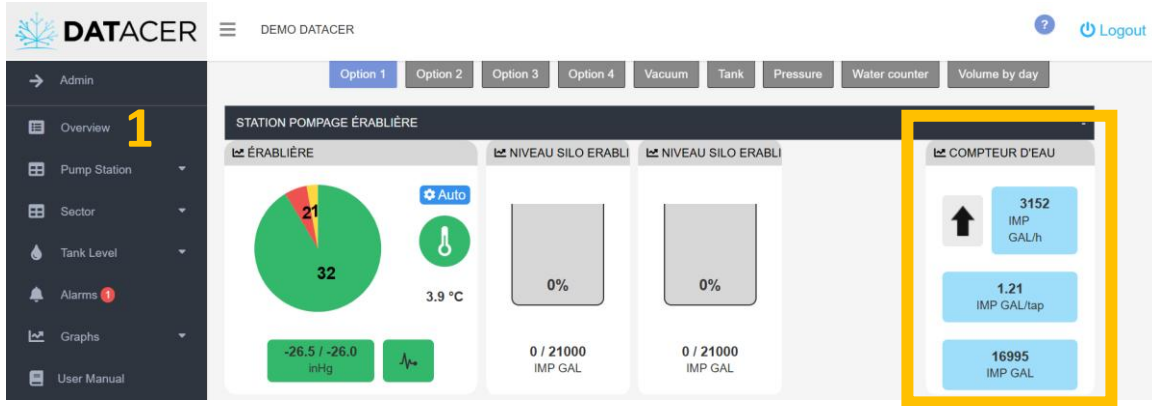 DATACER
DEMO DATACER
?
Logout
Admin
Option 1
Option 2
Option 3
Option 4
Vacuum
Tank
Pressure
Water counter
Volume by day
Overview
1
Pump Station
Sector
Tank Level
Alarms 1
Graphs
User Manual
STATION POMPAGE ÉRABLIÈRE
ÉRABLIÈRE
21
32
Auto
3.9 °C
-26.5 / -26.0
inHg
NIVEAU SILO ERABLI
0%
0 / 21000
IMP GAL
NIVEAU SILO ERABLI
0%
0 / 21000
IMP GAL
COMPTEUR D'EAU
3152
IMP
GAL/h
1.21
IMP GAL/tap
16995
IMP GAL